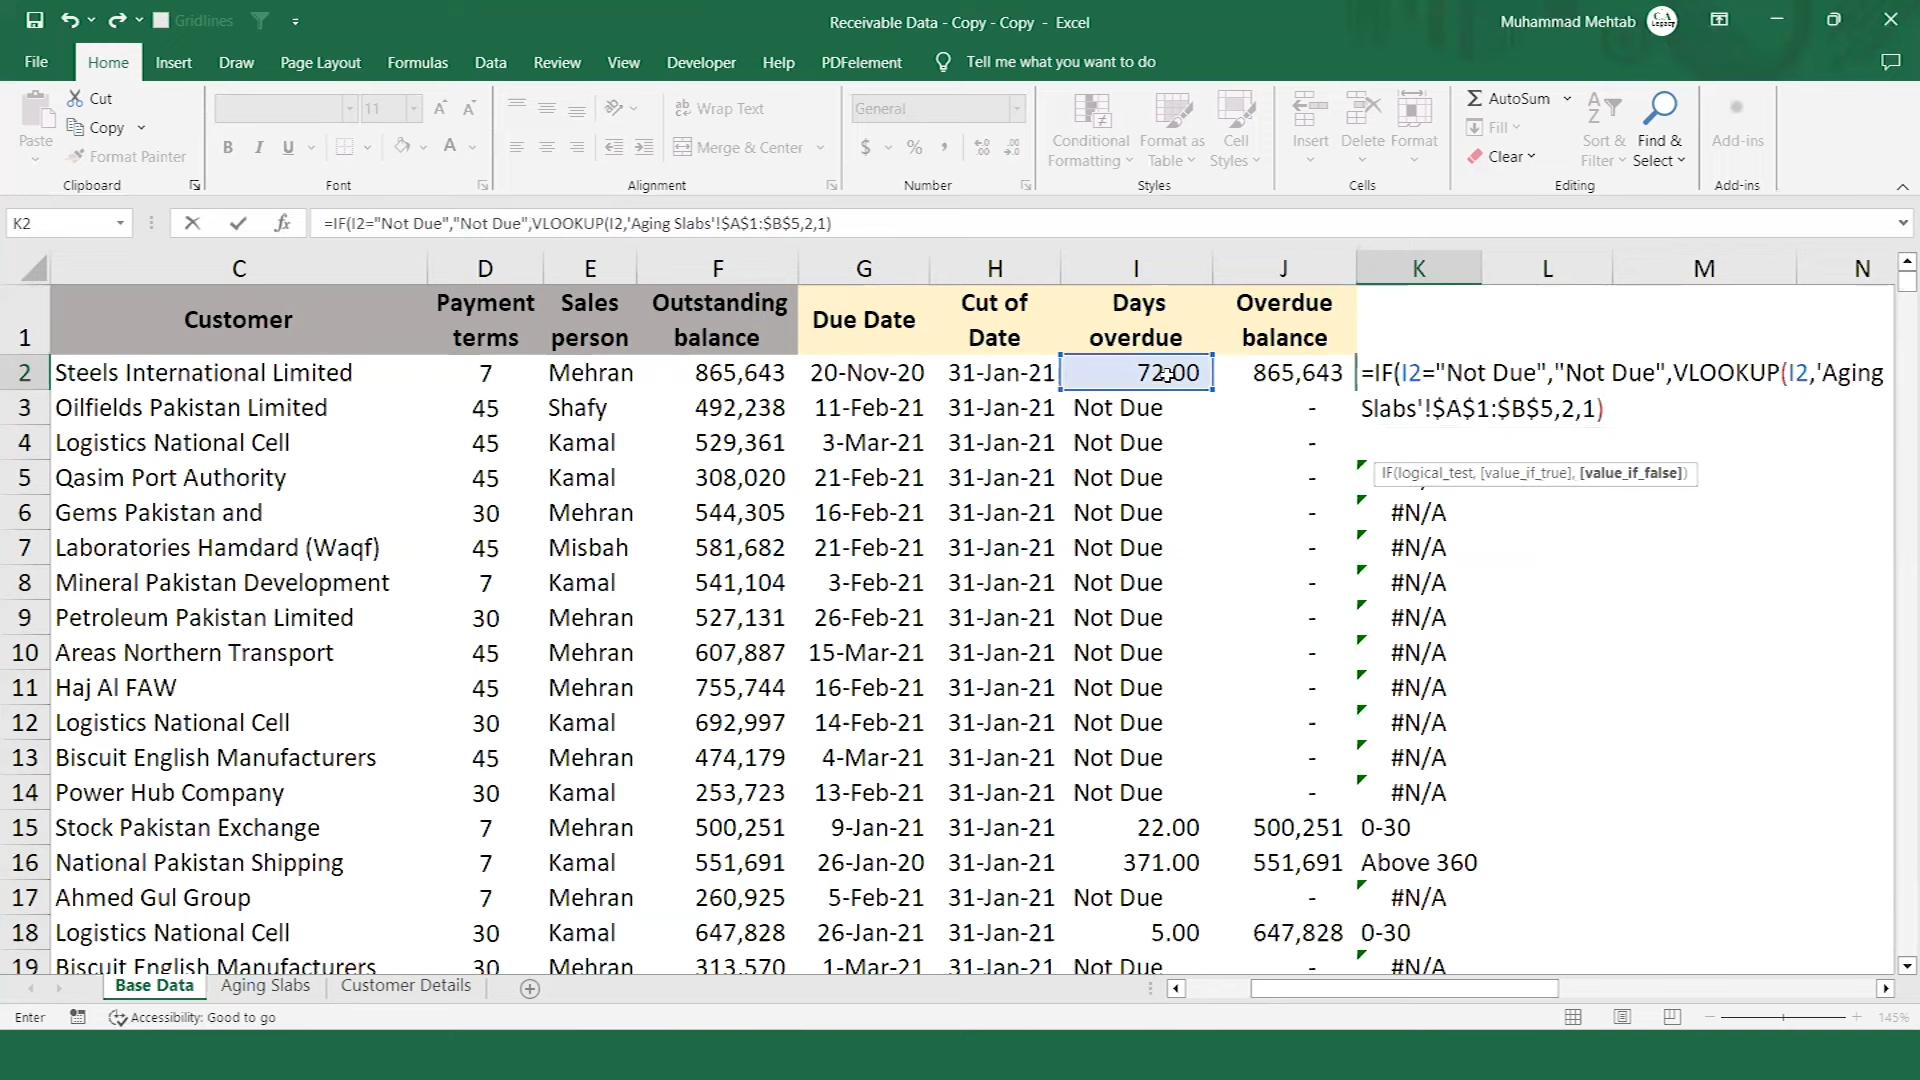 Gridlines
Receivable Data - Copy - Copy - Excel
Muhammad Mehtab
CA
Legacy
File Home Insert Draw Page Layout Formulas Data Review View Developer Help PDFelement Tell me what you want to do
Paste
Cut
Copy
Format Painter
Clipboard
11
B I U A
Font
Wrap Text
Merge & Center
Alignment
General
$ % ,
Number
Conditional Formatting
Format as Table
Cell Styles
Styles
Insert Delete Format
Cells
AutoSum
Fill
Clear
Sort & Filter
Find & Select
Editing
Add-ins
Add-ins
K2 fx =IF(I2="Not Due","Not Due",VLOOKUP(I2,'Aging Slabs'!$A$1:$B$5,2,1)
C D E F G H I J K L M N
1 Customer Payment terms Sales person Outstanding balance Due Date Cut of Date Days overdue Overdue balance
2 Steels International Limited 7 Mehran 865,643 20-Nov-20 31-Jan-21 72.00 865,643 =IF(I2="Not Due","Not Due",VLOOKUP(I2,'Aging
3 Oilfields Pakistan Limited 45 Shafy 492,238 11-Feb-21 31-Jan-21 Not Due - Slabs'!$A$1:$B$5,2,1)
4 Logistics National Cell 45 Kamal 529,361 3-Mar-21 31-Jan-21 Not Due -
5 Qasim Port Authority 45 Kamal 308,020 21-Feb-21 31-Jan-21 Not Due - IF(logical_test, [value_if_true], [value_if_false])
6 Gems Pakistan and 30 Mehran 544,305 16-Feb-21 31-Jan-21 Not Due - #N/A
7 Laboratories Hamdard (Waqf) 45 Misbah 581,682 21-Feb-21 31-Jan-21 Not Due - #N/A
8 Mineral Pakistan Development 7 Kamal 541,104 3-Feb-21 31-Jan-21 Not Due - #N/A
9 Petroleum Pakistan Limited 30 Mehran 527,131 26-Feb-21 31-Jan-21 Not Due - #N/A
10 Areas Northern Transport 45 Mehran 607,887 15-Mar-21 31-Jan-21 Not Due - #N/A
11 Haj Al FAW 45 Mehran 755,744 16-Feb-21 31-Jan-21 Not Due - #N/A
12 Logistics National Cell 30 Kamal 692,997 14-Feb-21 31-Jan-21 Not Due - #N/A
13 Biscuit English Manufacturers 45 Mehran 474,179 4-Mar-21 31-Jan-21 Not Due - #N/A
14 Power Hub Company 30 Kamal 253,723 13-Feb-21 31-Jan-21 Not Due - #N/A
15 Stock Pakistan Exchange 7 Mehran 500,251 9-Jan-21 31-Jan-21 22.00 500,251 0-30
16 National Pakistan Shipping 7 Kamal 551,691 26-Jan-20 31-Jan-21 371.00 551,691 Above 360
17 Ahmed Gul Group 7 Mehran 260,925 5-Feb-21 31-Jan-21 Not Due - #N/A
18 Logistics National Cell 30 Kamal 647,828 26-Jan-21 31-Jan-21 5.00 647,828 0-30
19 Biscuit English Manufacturers 30 Mehran 313,570 1-Mar-21 31-Jan-21 Not Due - #N/A
Base Data Aging Slabs Customer Details
Enter Accessibility: Good to go 145%